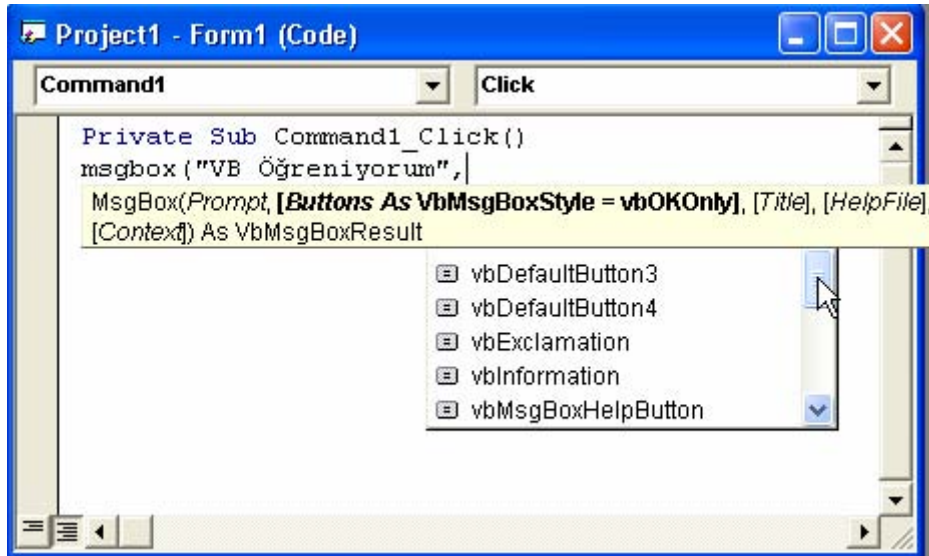 Project1 - Form1 (Code)
Command1 Click
Private Sub Command1_Click()
msgbox("VB Öğreniyorum",
MsgBox(Prompt, [Buttons As VbMsgBoxStyle = vbOKOnly], [Title], [HelpFile],
[Context]) As VbMsgBoxResult
vbDefaultButton3
vbDefaultButton4
vbExclamation
vbInformation
vbMsgBoxHelpButton